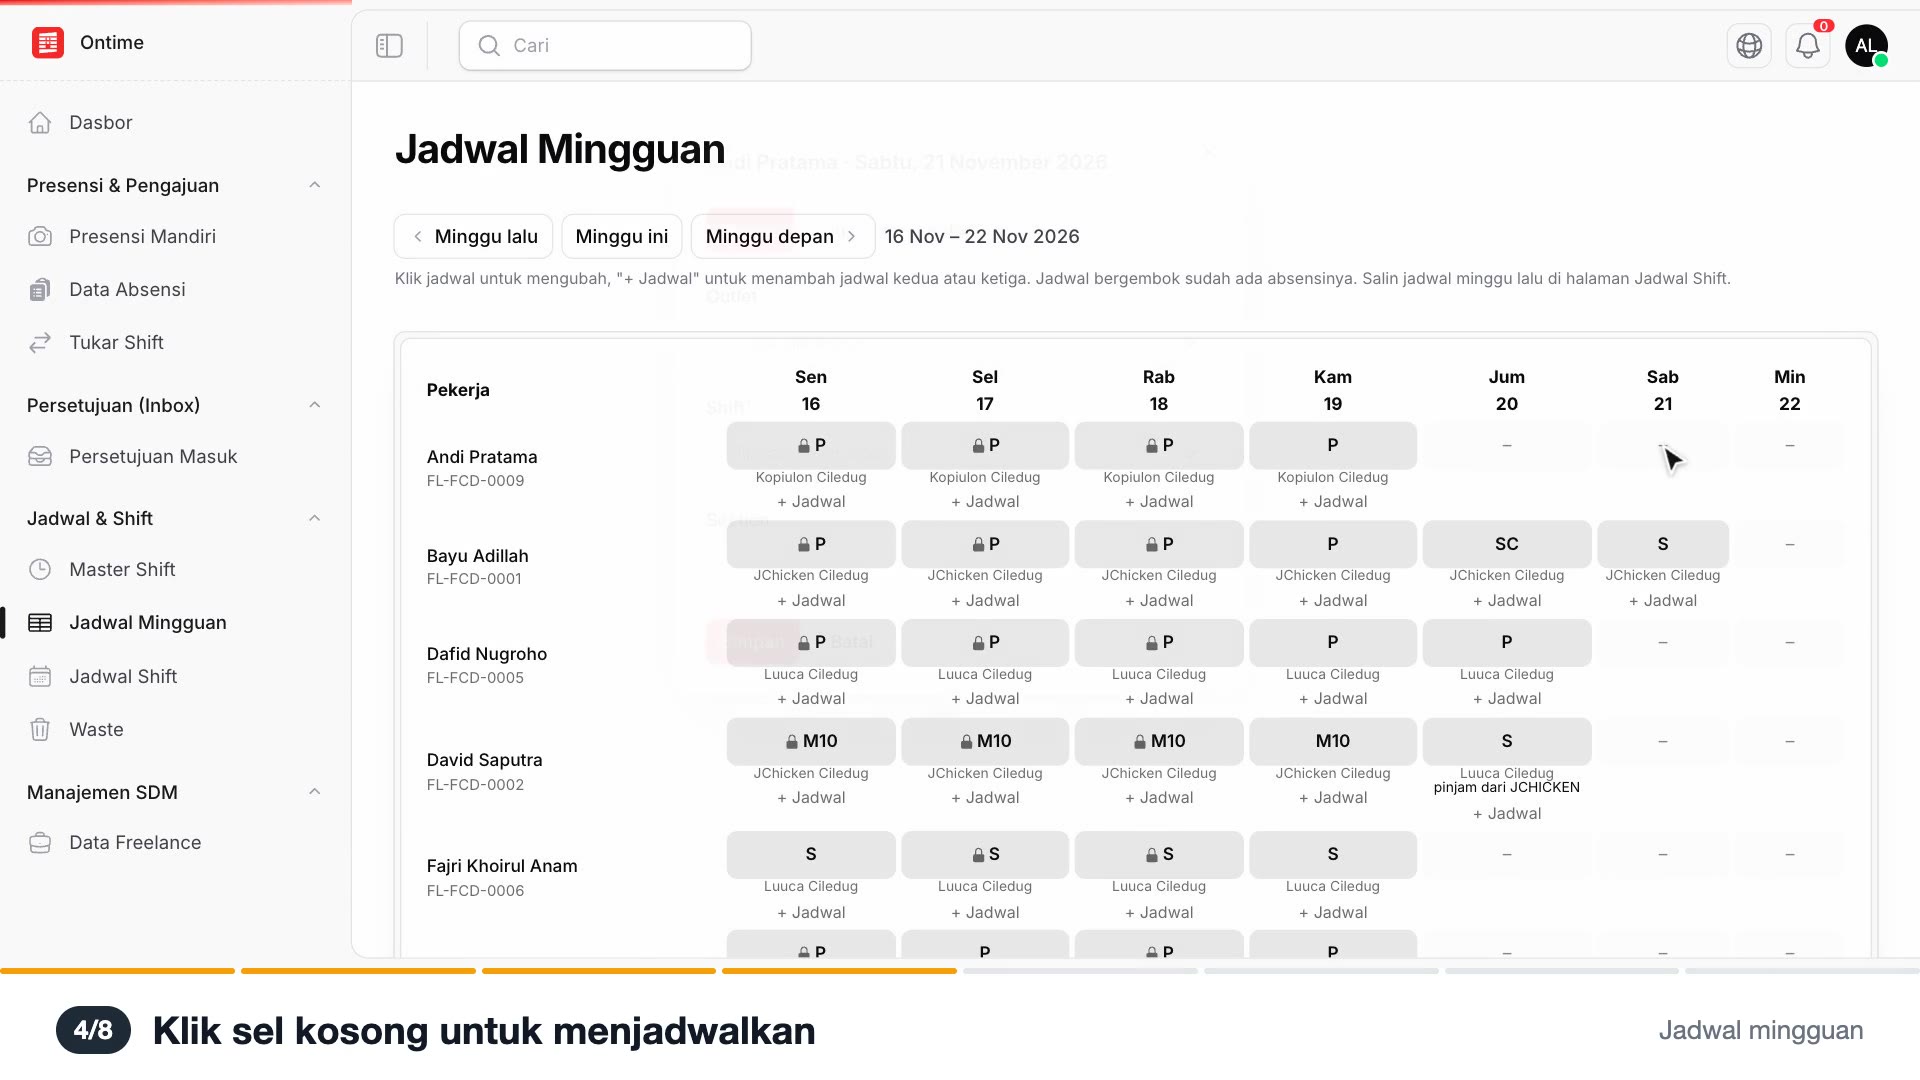 Ontime
Cari
0
AL
Dasbor
Presensi & Pengajuan
Presensi Mandiri
Data Absensi
Tukar Shift
Persetujuan (Inbox)
Persetujuan Masuk
Jadwal & Shift
Master Shift
Jadwal Mingguan
Jadwal Shift
Waste
Manajemen SDM
Data Freelance
Jadwal Mingguan
Andi Pratama - Sabtu, 21 November 2026
Minggu lalu
Minggu ini
Minggu depan
16 Nov – 22 Nov 2026
Klik jadwal untuk mengubah, "+ Jadwal" untuk menambah jadwal kedua atau ketiga. Jadwal bergembok sudah ada absensinya. Salin jadwal minggu lalu di halaman Jadwal Shift.
Outlet
Shift
Simpan Batal
Pekerja Sen 16 Sel 17 Rab 18 Kam 19 Jum 20 Sab 21 Min 22
Andi Pratama P P P P – – –
FL-FCD-0009 Kopiulon Ciledug Kopiulon Ciledug Kopiulon Ciledug Kopiulon Ciledug
+ Jadwal + Jadwal + Jadwal + Jadwal
Bayu Adillah P P P P SC S –
FL-FCD-0001 JChicken Ciledug JChicken Ciledug JChicken Ciledug JChicken Ciledug JChicken Ciledug JChicken Ciledug
+ Jadwal + Jadwal + Jadwal + Jadwal + Jadwal + Jadwal
Dafid Nugroho P P P P P – –
FL-FCD-0005 Luuca Ciledug Luuca Ciledug Luuca Ciledug Luuca Ciledug Luuca Ciledug
+ Jadwal + Jadwal + Jadwal + Jadwal + Jadwal
David Saputra M10 M10 M10 M10 S – –
FL-FCD-0002 JChicken Ciledug JChicken Ciledug JChicken Ciledug JChicken Ciledug Luuca Ciledug
pinjam dari JCHICKEN
+ Jadwal + Jadwal + Jadwal + Jadwal + Jadwal
Fajri Khoirul Anam S S S S – – –
FL-FCD-0006 Luuca Ciledug Luuca Ciledug Luuca Ciledug Luuca Ciledug
+ Jadwal + Jadwal + Jadwal + Jadwal
P P P P – – –
4/8 Klik sel kosong untuk menjadwalkan
Jadwal mingguan